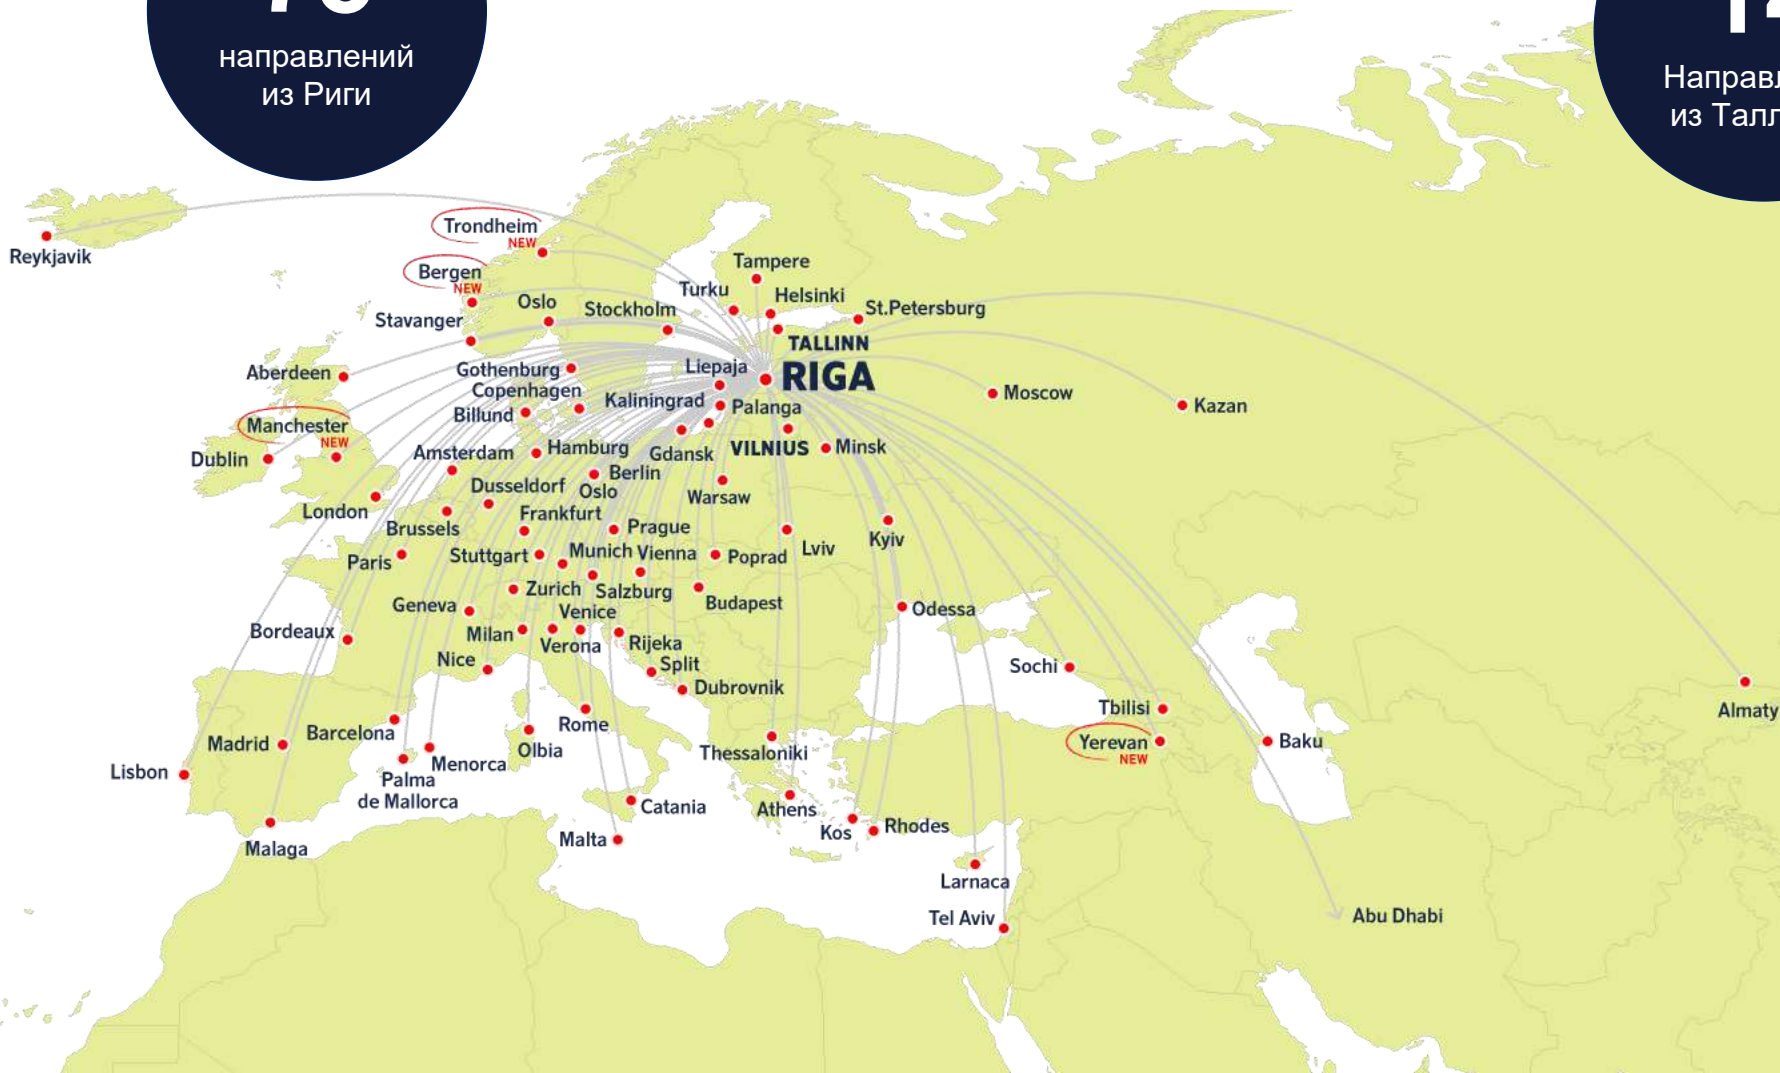 направлений
из Риги
Reykjavik
Trondheim
NEW
Bergen
NEW
Stavanger
Oslo
Stockholm
Turku
Tampere
Helsinki
St.Petersburg
TALLINN
RIGA
Liepaja
Aberdeen
Gothenburg
Copenhagen
Billund
Kaliningrad
Palanga
Moscow
Kazan
Manchester
NEW
Dublin
Amsterdam
Hamburg
Gdansk
VILNIUS
Minsk
Berlin
Oslo
Dusseldorf
Warsaw
London
Brussels
Frankfurt
Prague
Paris
Stuttgart
Munich
Vienna
Poprad
Lviv
Kyiv
Zurich
Salzburg
Budapest
Geneva
Venice
Odessa
Bordeaux
Milan
Verona
Rijeka
Nice
Split
Dubrovnik
Sochi
Tbilisi
Almaty
Barcelona
Rome
Madrid
Olbia
Menorca
Thessaloniki
Yerevan
NEW
Baku
Lisbon
Palma
de Mallorca
Catania
Athens
Kos
Rhodes
Malaga
Malta
Larnaca
Tel Aviv
Abu Dhabi